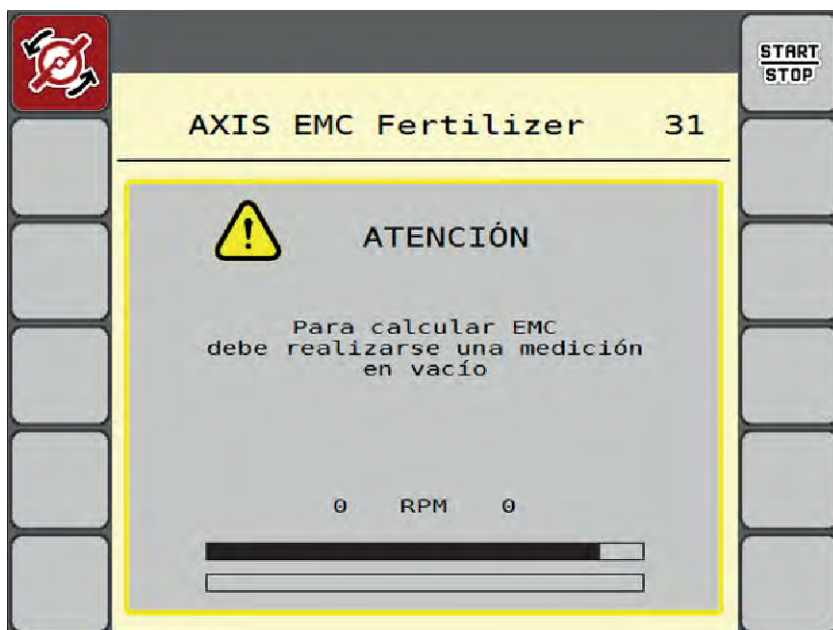 START
STOP
AXIS EMC Fertilizer 31
ATENCIÓN
Para calcular EMC
debe realizarse una medición
en vacío
0 RPM 0